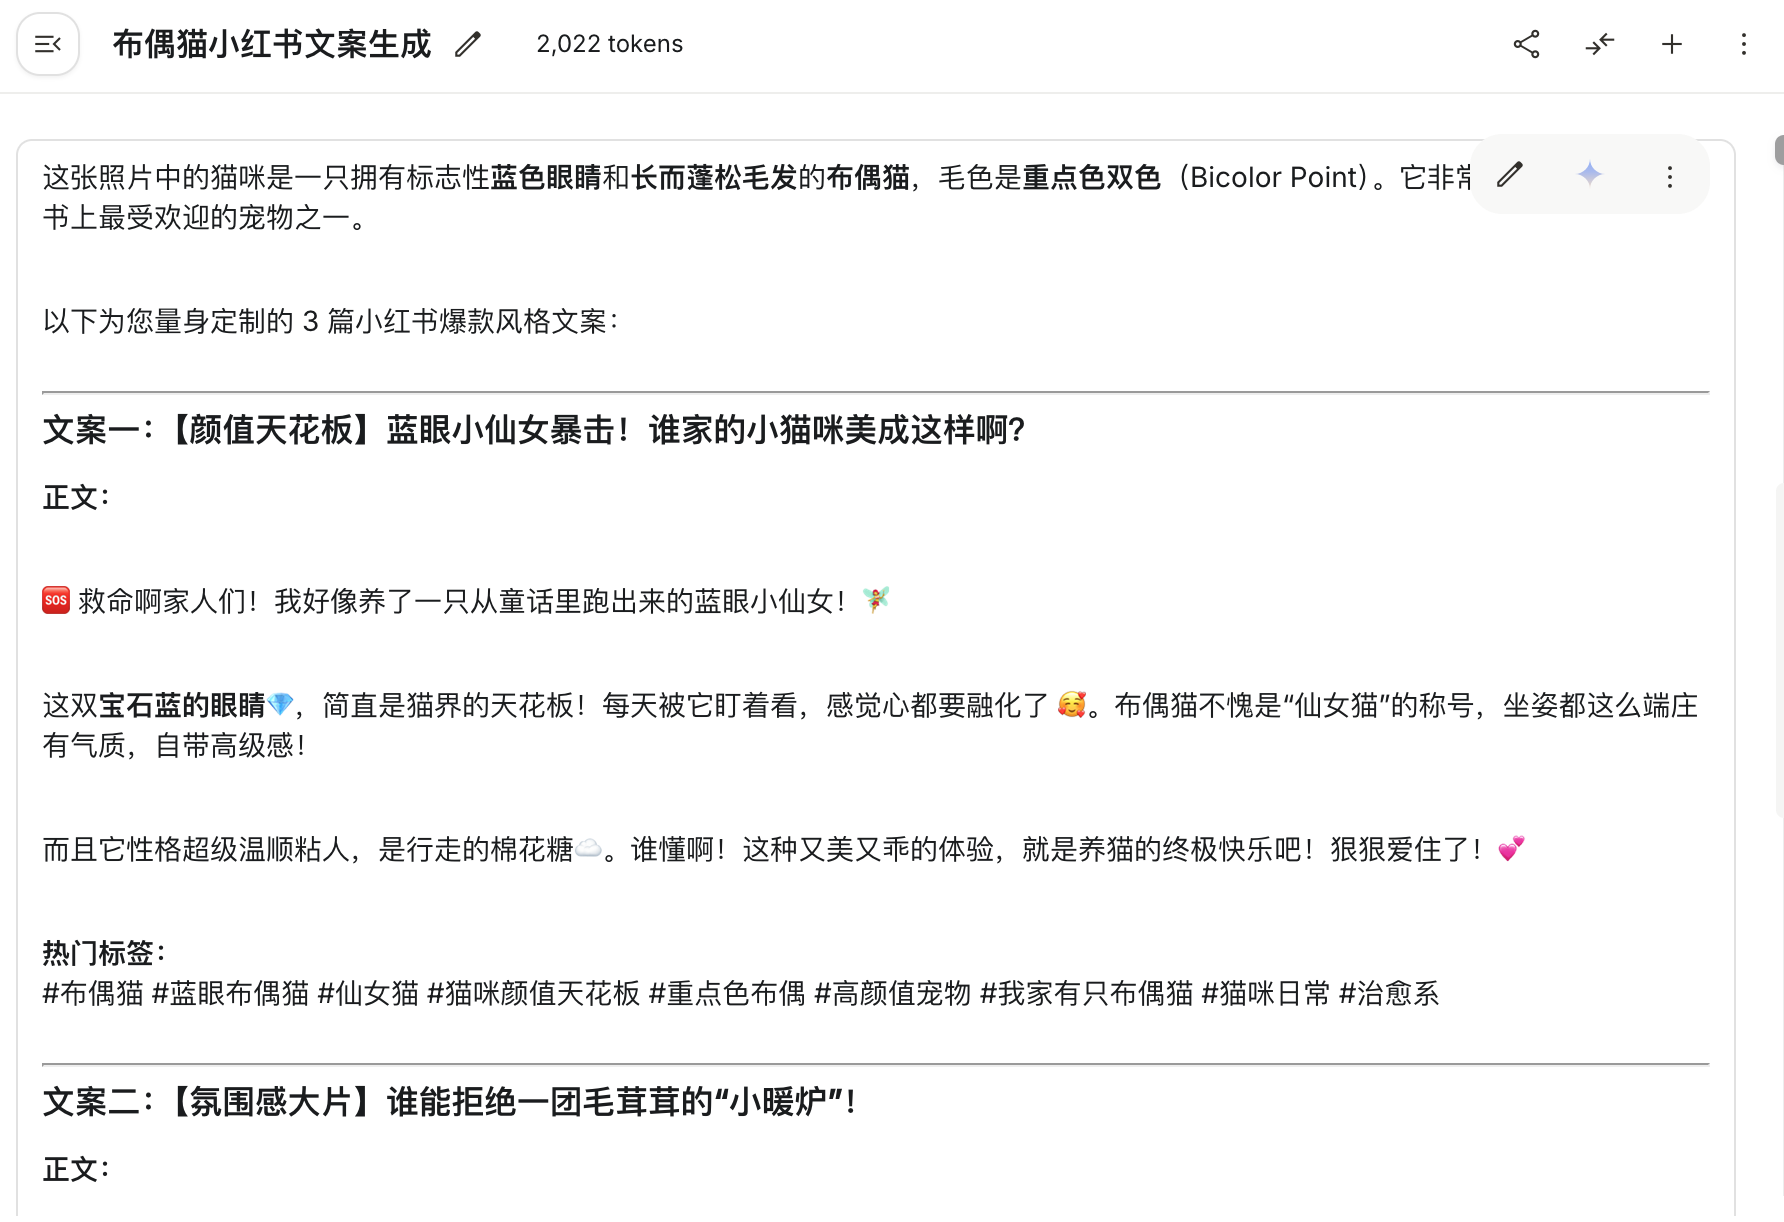 布偶猫小红书文案生成 2,022 tokens
这张照片中的猫咪是一只拥有标志性蓝色眼睛和长而蓬松毛发的布偶猫，毛色是重点色双色（Bicolor Point）。它非常
书上最受欢迎的宠物之一。
以下为您量身定制的 3 篇小红书爆款风格文案：
文案一：【颜值天花板】蓝眼小仙女暴击！谁家的小猫咪美成这样啊?
正文：
🆘 救命啊家人们！我好像养了一只从童话里跑出来的蓝眼小仙女！🧚
这双宝石蓝的眼睛💎，简直是猫界的天花板！每天被它盯着看，感觉心都要融化了 🥰。布偶猫不愧是“仙女猫”的称号，坐姿都这么端庄
有气质，自带高级感！
而且它性格超级温顺粘人，是行走的棉花糖☁️。谁懂啊！这种又美又乖的体验，就是养猫的终极快乐吧！狠狠爱住了！💕
热门标签：
#布偶猫 #蓝眼布偶猫 #仙女猫 #猫咪颜值天花板 #重点色布偶 #高颜值宠物 #我家有只布偶猫 #猫咪日常 #治愈系
文案二：【氛围感大片】谁能拒绝一团毛茸茸的“小暖炉”！
正文：